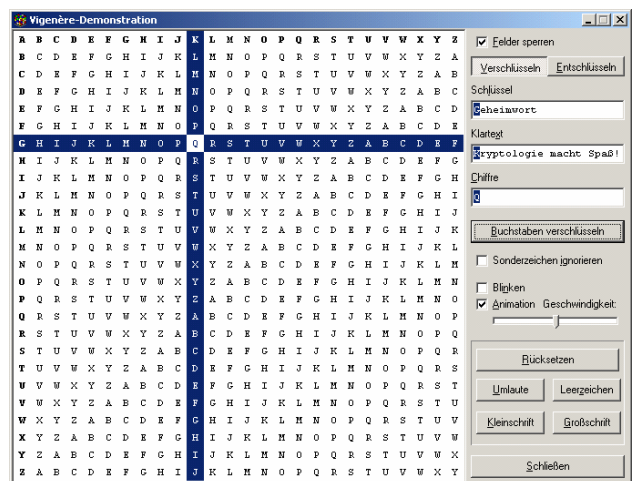 Vigenère-Demonstration
A B C D E F G H I J K L M N O P Q R S T U V W X Y Z
B C D E F G H I J K L M N O P Q R S T U V W X Y Z A
C D E F G H I J K L M N O P Q R S T U V W X Y Z A B
D E F G H I J K L M N O P Q R S T U V W X Y Z A B C
E F G H I J K L M N O P Q R S T U V W X Y Z A B C D
F G H I J K L M N O P Q R S T U V W X Y Z A B C D E
G H I J K L M N O P Q R S T U V W X Y Z A B C D E F
H I J K L M N O P Q R S T U V W X Y Z A B C D E F G
I J K L M N O P Q R S T U V W X Y Z A B C D E F G H
J K L M N O P Q R S T U V W X Y Z A B C D E F G H I
K L M N O P Q R S T U V W X Y Z A B C D E F G H I J
L M N O P Q R S T U V W X Y Z A B C D E F G H I J K
M N O P Q R S T U V W X Y Z A B C D E F G H I J K L
N O P Q R S T U V W X Y Z A B C D E F G H I J K L M
O P Q R S T U V W X Y Z A B C D E F G H I J K L M N
P Q R S T U V W X Y Z A B C D E F G H I J K L M N O
Q R S T U V W X Y Z A B C D E F G H I J K L M N O P
R S T U V W X Y Z A B C D E F G H I J K L M N O P Q
S T U V W X Y Z A B C D E F G H I J K L M N O P Q R
T U V W X Y Z A B C D E F G H I J K L M N O P Q R S
U V W X Y Z A B C D E F G H I J K L M N O P Q R S T
V W X Y Z A B C D E F G H I J K L M N O P Q R S T U
W X Y Z A B C D E F G H I J K L M N O P Q R S T U V
X Y Z A B C D E F G H I J K L M N O P Q R S T U V W
Y Z A B C D E F G H I J K L M N O P Q R S T U V W X
Z A B C D E F G H I J K L M N O P Q R S T U V W X Y
Felder sperren
Verschlüsseln Entschlüsseln
Schlüssel
Geheimwort
Klartext
Kryptologie macht Spaß!
Chiffre
Q
Buchstaben verschlüsseln
Sonderzeichen ignorieren
Blinken
Animation Geschwindigkeit:
Rücksetzen
Umlaute Leerzeichen
Kleinschrift Großschrift
Schließen